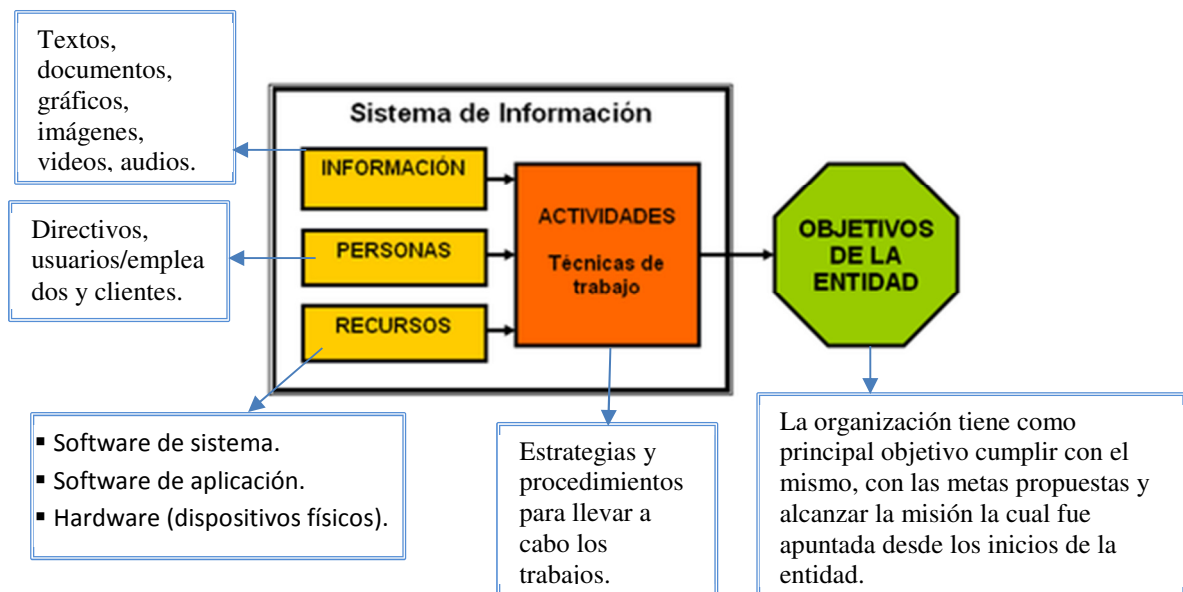 Textos,
documentos,
gráficos,
imágenes,
videos, audios.
Sistema de Información
INFORMACIÓN
PERSONAS
RECURSOS
ACTIVIDADES
Técnicas de
trabajo
OBJETIVOS
DE LA
ENTIDAD
Directivos,
usuarios/emplea
dos y clientes.
▪ Software de sistema.
▪ Software de aplicación.
▪ Hardware (dispositivos físicos).
Estrategias y
procedimientos
para llevar a
cabo los
trabajos.
La organización tiene como
principal objetivo cumplir con el
mismo, con las metas propuestas y
alcanzar la misión la cual fue
apuntada desde los inicios de la
entidad.